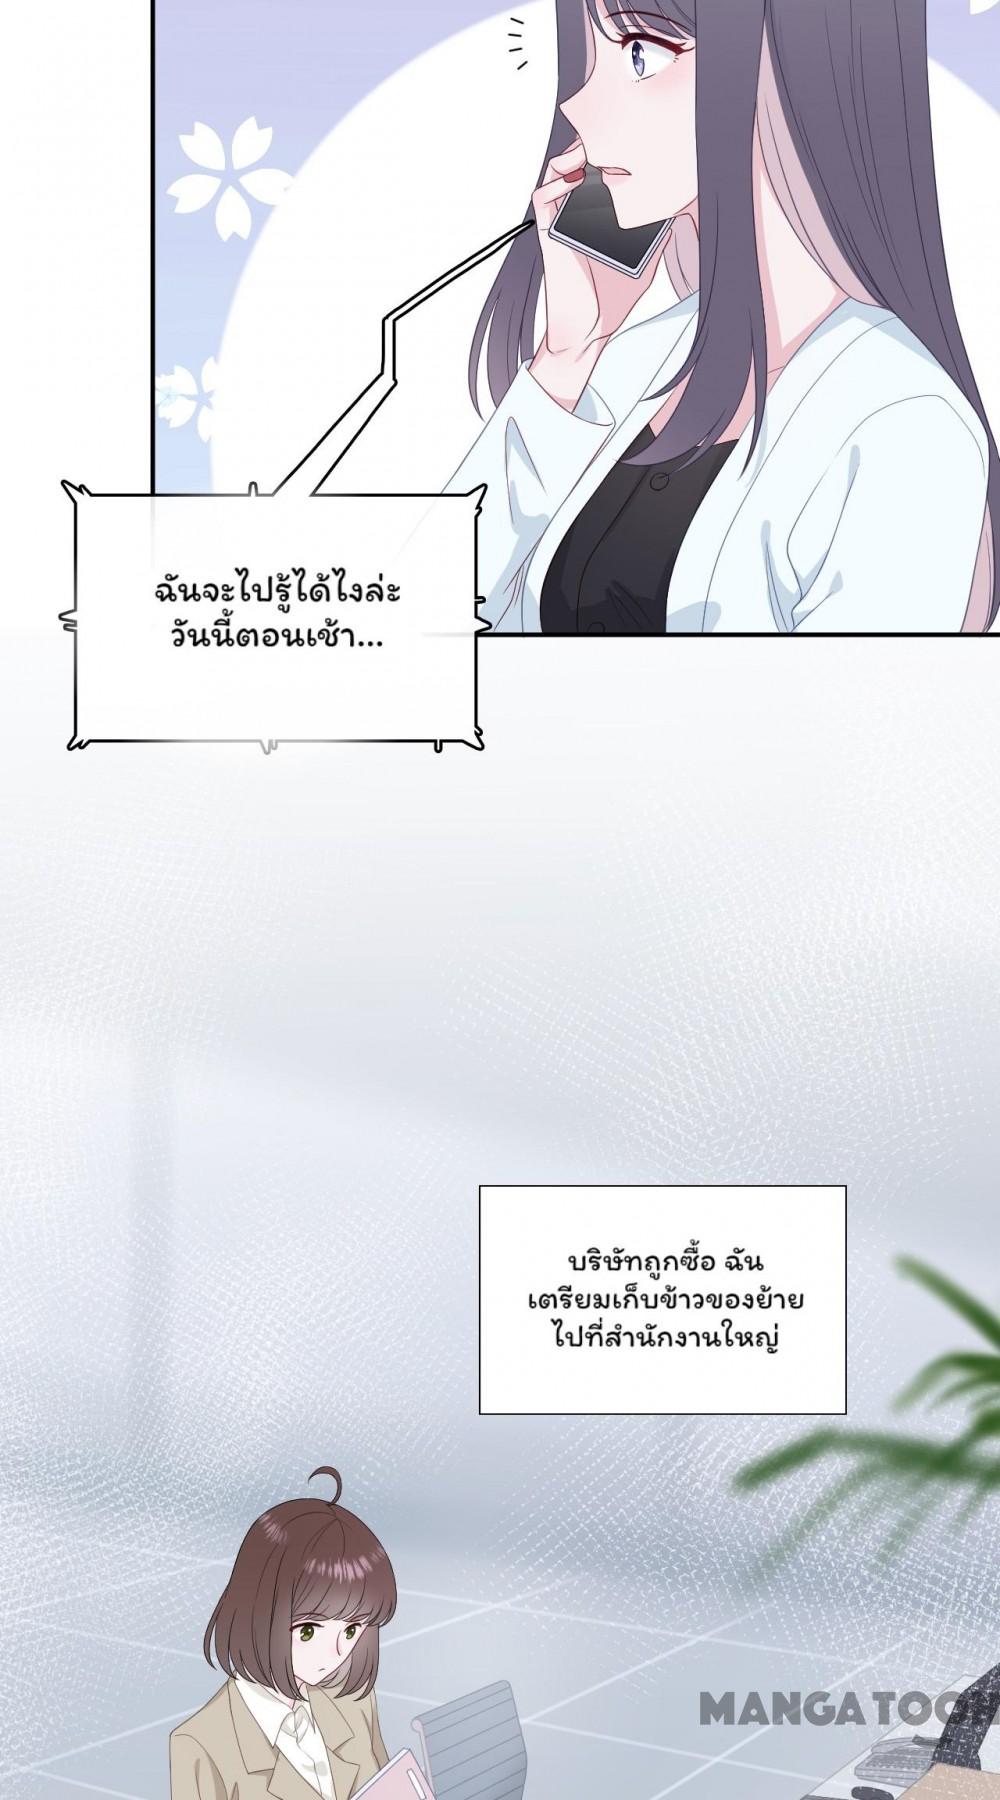 ฉันจะไปรู้ได้ไงล่ะ
วันนี้ตอนเช้า...
บริษัทถูกซื้อ ฉัน
เตรียมเก็บข้าวของย้าย
ไปที่สำนักงานใหญ่
MANGATOON